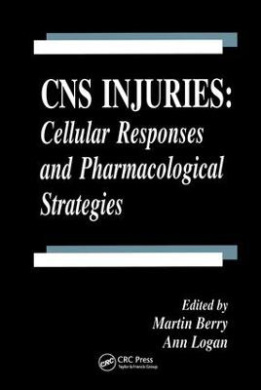 CNS INJURIES:
Cellular Responses
and Pharmacological
Strategies
Edited by
Martin Berry
Ann Logan
CRC Press
Taylor & Francis Group